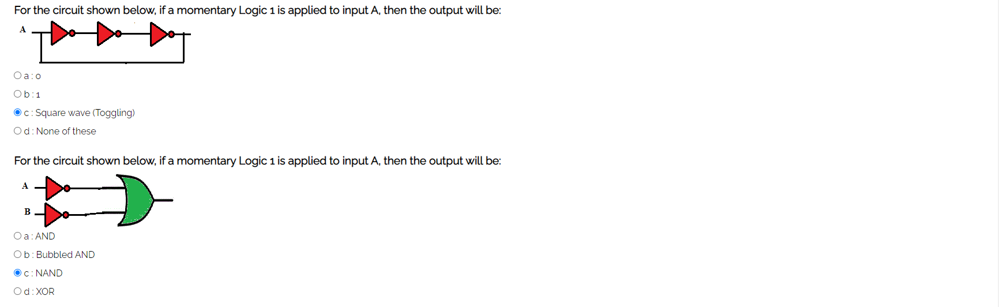 For the circuit shown below, if a momentary Logic 1 is applied to input A, then the output will be:
A
a : 0
b : 1
c : Square wave (Toggling)
d : None of these
For the circuit shown below, if a momentary Logic 1 is applied to input A, then the output will be:
A
B
a : AND
b : Bubbled AND
c : NAND
d : XOR